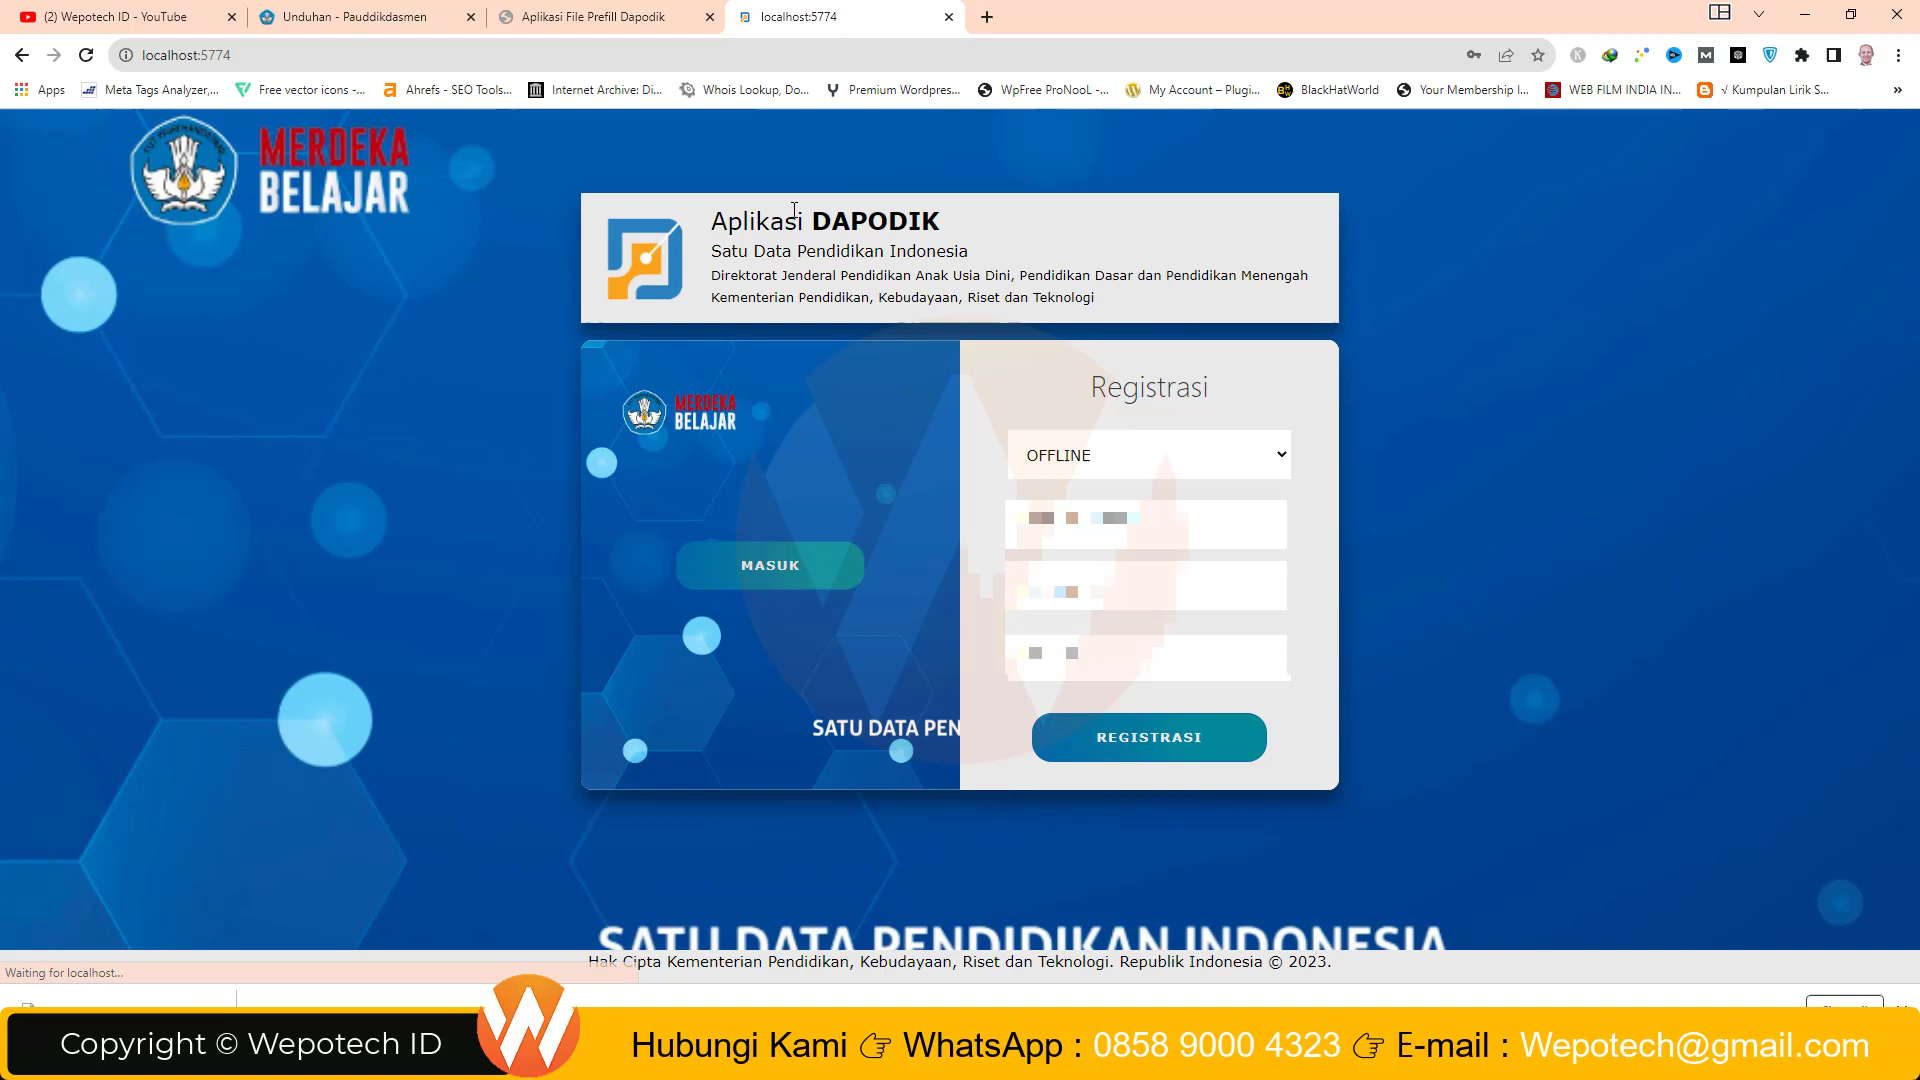 (2) Wepotech ID - YouTube
Unduhan - Pauddikdasmen
Aplikasi File Prefill Dapodik
localhost:5774
localhost:5774
Apps
Meta Tags Analyzer,...
Free vector icons -...
Ahrefs - SEO Tools...
Internet Archive: Di...
Whois Lookup, Do...
Premium Wordpres...
WpFree ProNooL -...
My Account – Plugi...
BlackHatWorld
Your Membership I...
WEB FILM INDIA IN...
√ Kumpulan Lirik S...
MERDEKA
BELAJAR
Aplikasi DAPODIK
Satu Data Pendidikan Indonesia
Direktorat Jenderal Pendidikan Anak Usia Dini, Pendidikan Dasar dan Pendidikan Menengah
Kementerian Pendidikan, Kebudayaan, Riset dan Teknologi
MERDEKA
BELAJAR
MASUK
SATU DATA PEN
Registrasi
OFFLINE
REGISTRASI
SATU DATA PENDIDIKAN INDONESIA
Hak Cipta Kementerian Pendidikan, Kebudayaan, Riset dan Teknologi. Republik Indonesia © 2023.
Waiting for localhost...
Copyright © Wepotech ID
Hubungi Kami 👉 WhatsApp : 0858 9000 4323 👉 E-mail : Wepotech@gmail.com